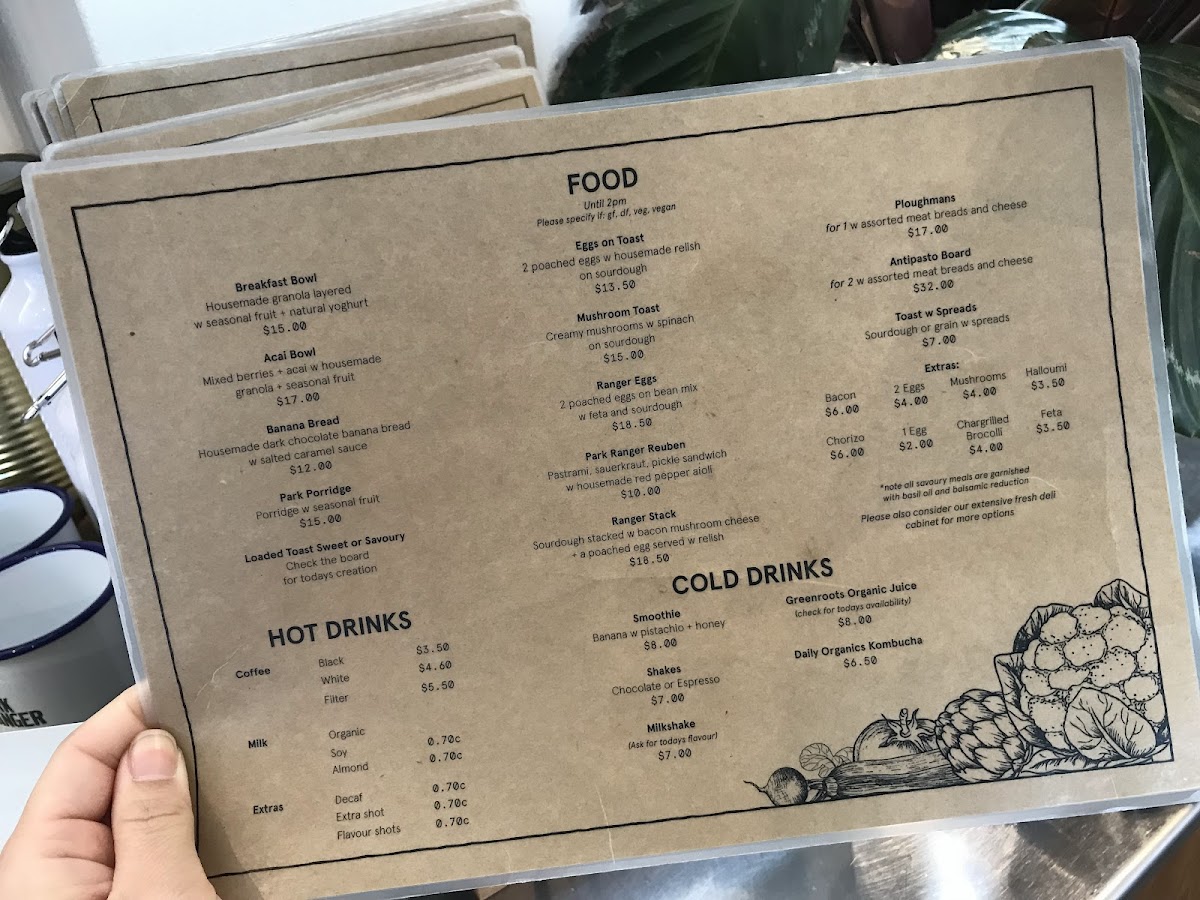 FOOD
Until 2pm
Please specify if: gf, df, veg, vegan
Breakfast Bowl
Housemade granola layered
w seasonal fruit + natural yoghurt
$15.00
Acai Bowl
Mixed berries + acai w housemade
granola + seasonal fruit
$17.00
Banana Bread
Housemade dark chocolate banana bread
w salted caramel sauce
$12.00
Park Porridge
Porridge w seasonal fruit
$15.00
Loaded Toast Sweet or Savoury
Check the board
for todays creation
Eggs on Toast
2 poached eggs w housemade relish
on sourdough
$13.50
Mushroom Toast
Creamy mushrooms w spinach
on sourdough
$15.00
Ranger Eggs
2 poached eggs on bean mix
w feta and sourdough
$18.50
Park Ranger Reuben
Pastrami, sauerkraut, pickle sandwich
w housemade red pepper aioli
$10.00
Ranger Stack
Sourdough stacked w bacon mushroom cheese
+ a poached egg served w relish
$18.50
Ploughmans
for 1 w assorted meat breads and cheese
$17.00
Antipasto Board
for 2 w assorted meat breads and cheese
$32.00
Toast w Spreads
Sourdough or grain w spreads
$7.00
Extras:
Bacon 2 Eggs Mushrooms Halloumi
$6.00 $4.00 $4.00 $3.50
Chorizo 1 Egg Chargrilled Brocolli Feta
$6.00 $2.00 $4.00 $3.50
*note all savoury meals are garnished
with basil oil and balsamic reduction
Please also consider our extensive fresh deli
cabinet for more options
HOT DRINKS
Coffee Black $3.50
White $4.60
Filter $5.50
Milk Organic
Soy 0.70c
Almond 0.70c
Extras Decaf 0.70c
Extra shot 0.70c
Flavour shots 0.70c
COLD DRINKS
Smoothie
Banana w pistachio + honey
$8.00
Shakes
Chocolate or Espresso
$7.00
Milkshake
(Ask for todays flavour)
$7.00
Greenroots Organic Juice
(check for todays availability)
$8.00
Daily Organics Kombucha
$6.50